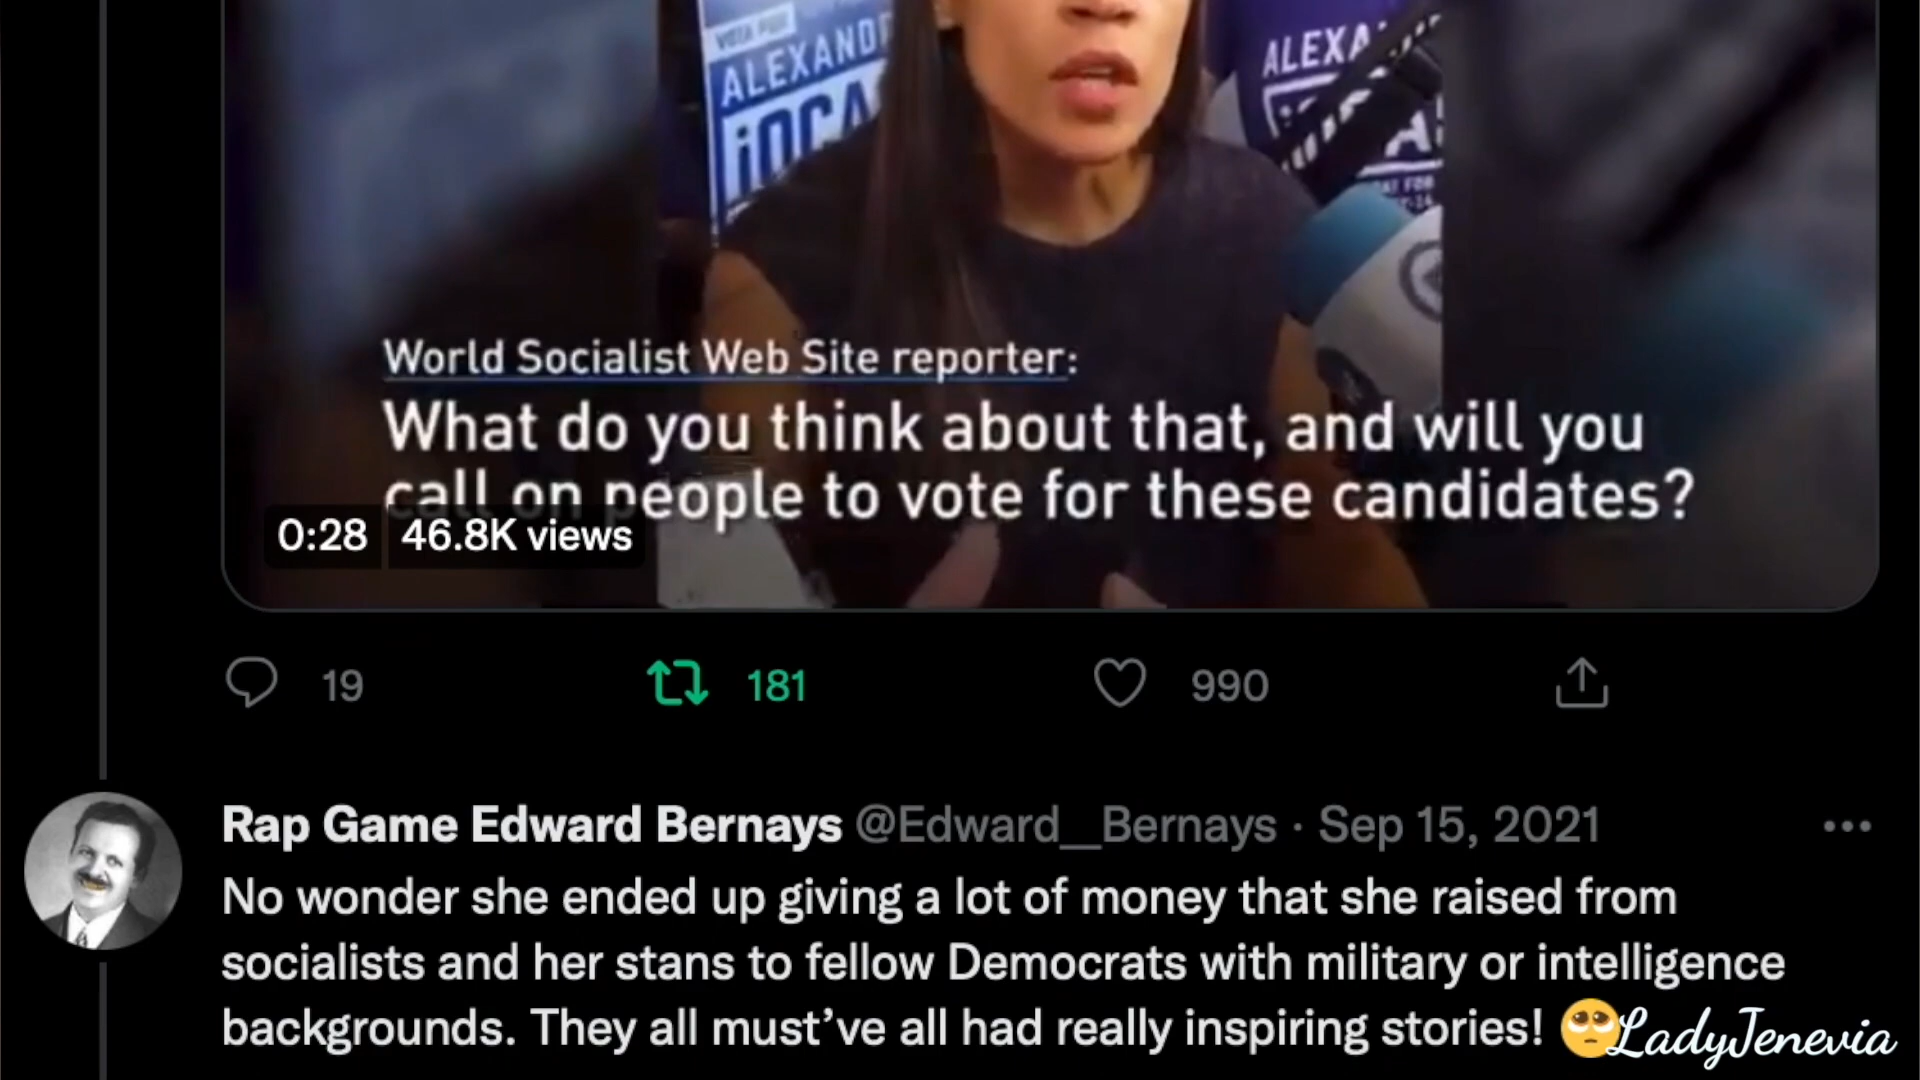 VOTA POR
ALEXAND
¡OCA
ALEXA
World Socialist Web Site reporter:
What do you think about that, and will you
call on people to vote for these candidates?
0:28 46.8K views
19 181 990
Rap Game Edward Bernays @Edward__Bernays · Sep 15, 2021
No wonder she ended up giving a lot of money that she raised from
socialists and her stans to fellow Democrats with military or intelligence
backgrounds. They all must’ve all had really inspiring stories! 🥺
LadyJenevia